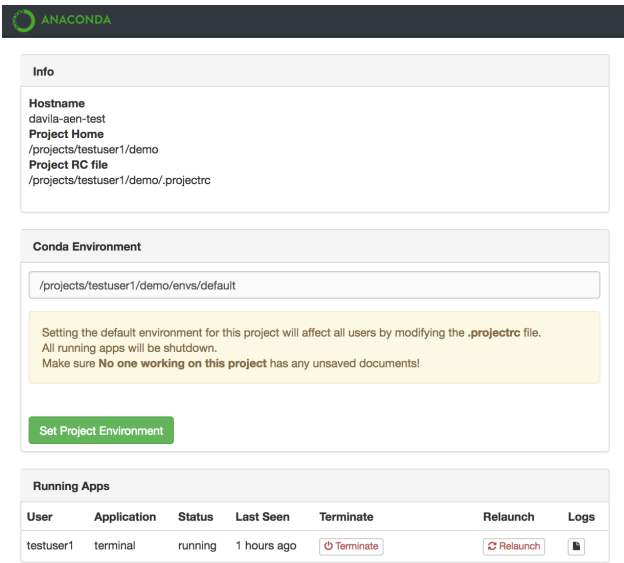 ANACONDA
Info
Hostname
davila-aen-test
Project Home
/projects/testuser1/demo
Project RC file
/projects/testuser1/demo/.projectrc
Conda Environment
/projects/testuser1/demo/envs/default
Setting the default environment for this project will affect all users by modifying the .projectrc file.
All running apps will be shutdown.
Make sure No one working on this project has any unsaved documents!
Set Project Environment
Running Apps
User Application Status Last Seen Terminate Relaunch Logs
testuser1 terminal running 1 hours ago Terminate Relaunch